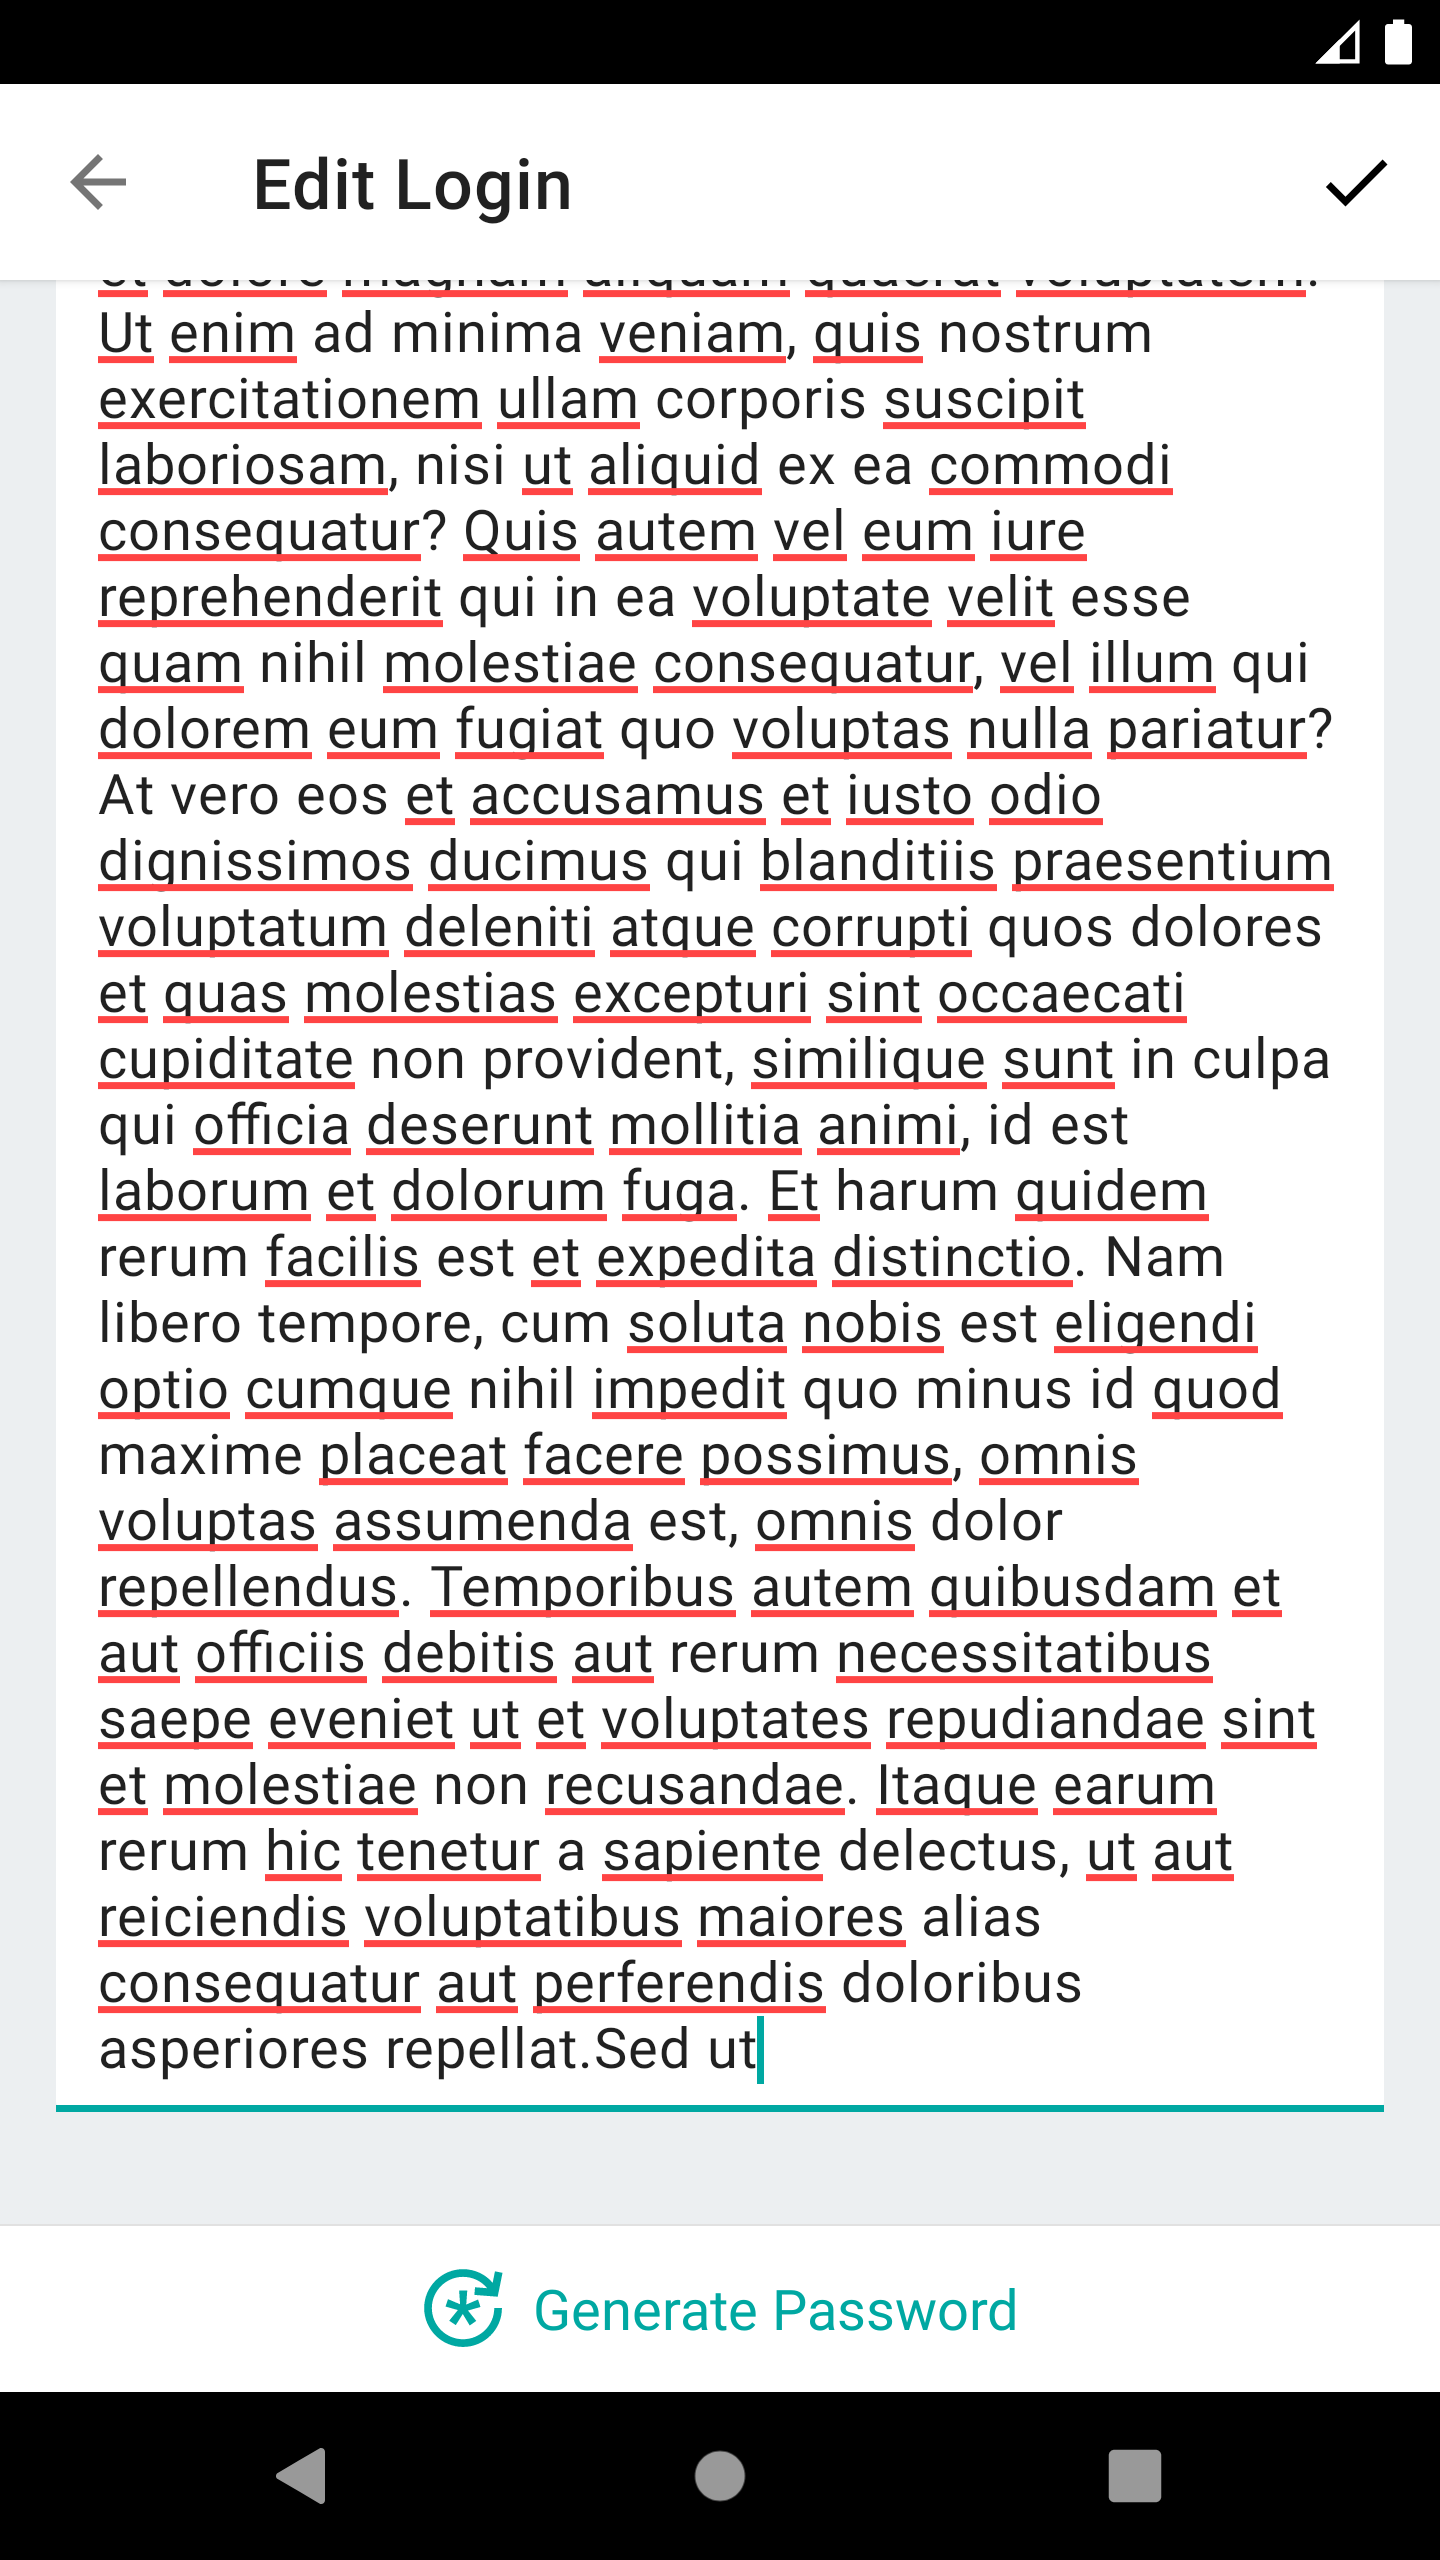 Edit Login
et dolore magnam aliquam quaerat voluptatem.
Ut enim ad minima veniam, quis nostrum
exercitationem ullam corporis suscipit
laboriosam, nisi ut aliquid ex ea commodi
consequatur? Quis autem vel eum iure
reprehenderit qui in ea voluptate velit esse
quam nihil molestiae consequatur, vel illum qui
dolorem eum fugiat quo voluptas nulla pariatur?
At vero eos et accusamus et iusto odio
dignissimos ducimus qui blanditiis praesentium
voluptatum deleniti atque corrupti quos dolores
et quas molestias excepturi sint occaecati
cupiditate non provident, similique sunt in culpa
qui officia deserunt mollitia animi, id est
laborum et dolorum fuga. Et harum quidem
rerum facilis est et expedita distinctio. Nam
libero tempore, cum soluta nobis est eligendi
optio cumque nihil impedit quo minus id quod
maxime placeat facere possimus, omnis
voluptas assumenda est, omnis dolor
repellendus. Temporibus autem quibusdam et
aut officiis debitis aut rerum necessitatibus
saepe eveniet ut et voluptates repudiandae sint
et molestiae non recusandae. Itaque earum
rerum hic tenetur a sapiente delectus, ut aut
reiciendis voluptatibus maiores alias
consequatur aut perferendis doloribus
asperiores repellat.Sed ut
Generate Password